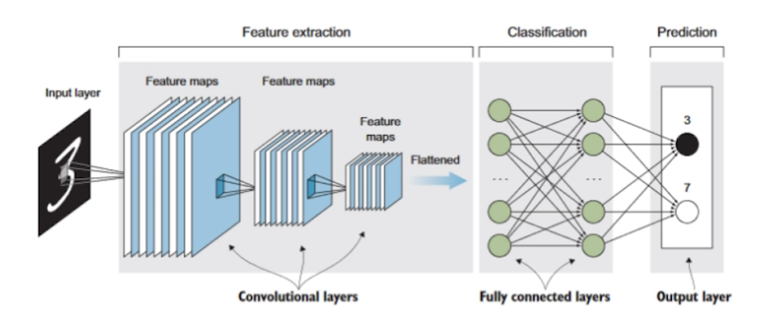 Feature extraction
Classification
Prediction
Input layer
Feature maps
Feature maps
Feature
maps
Flattened
3
3
7
. . .
. . .
Convolutional layers
Fully connected layers
Output layer